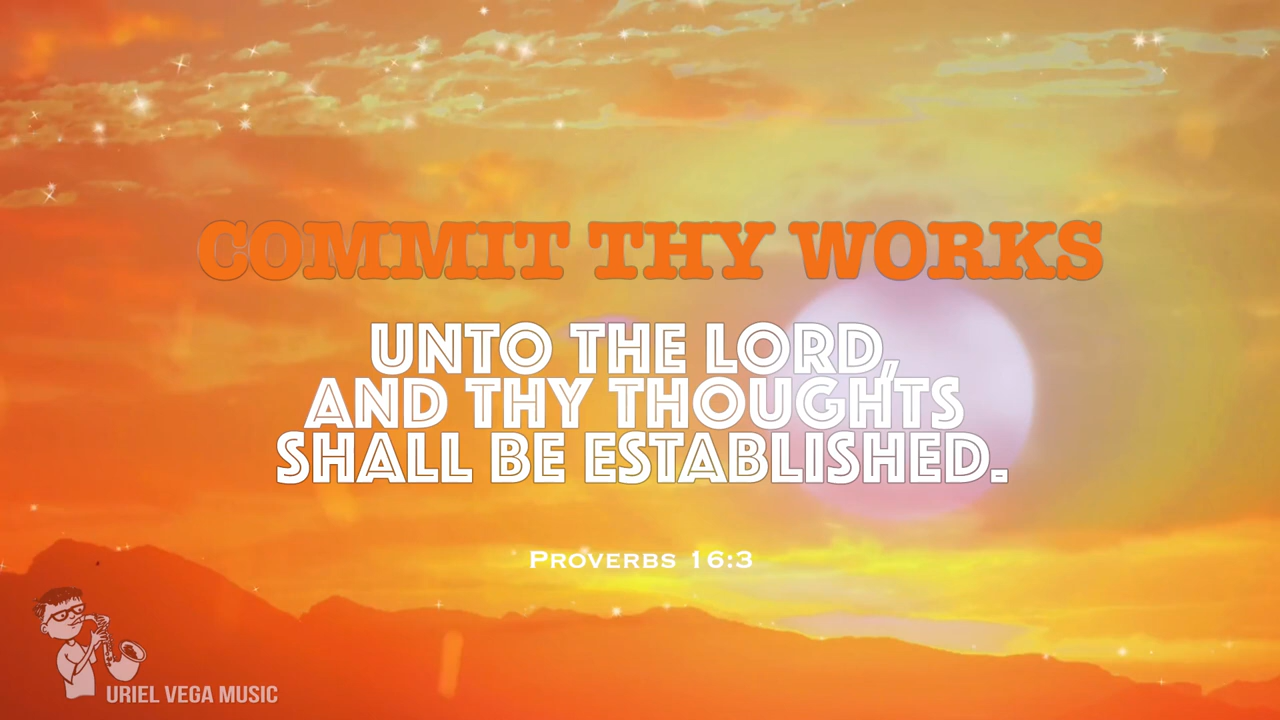 COMMIT THY WORKS
UNTO THE LORD,
AND THY THOUGHTS
SHALL BE ESTABLISHED.
PROVERBS 16:3
URIEL VEGA MUSIC